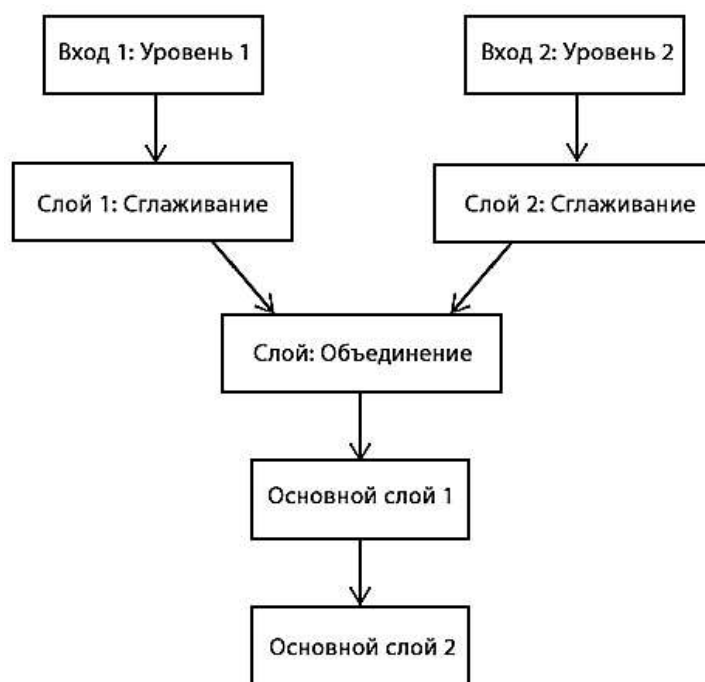 Вход 1: Уровень 1
Вход 2: Уровень 2
Слой 1: Сглаживание
Слой 2: Сглаживание
Слой: Объединение
Основной слой 1
Основной слой 2